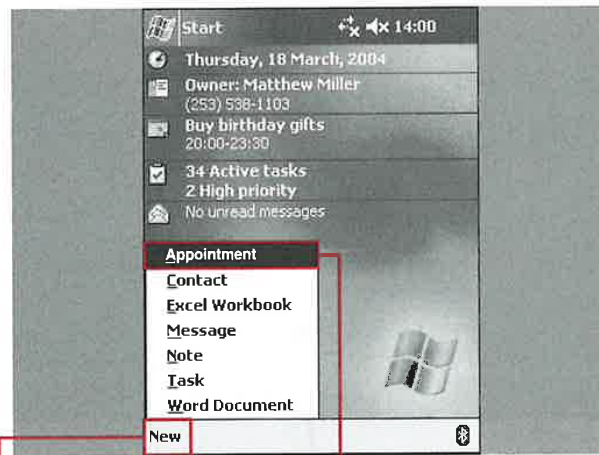 Start 14:00
Thursday, 18 March, 2004
Owner: Matthew Miller
(253) 538-1103
Buy birthday gifts
20:00-23:30
34 Active tasks
2 High priority
No unread messages
Appointment
Contact
Excel Workbook
Message
Note
Task
Word Document
New